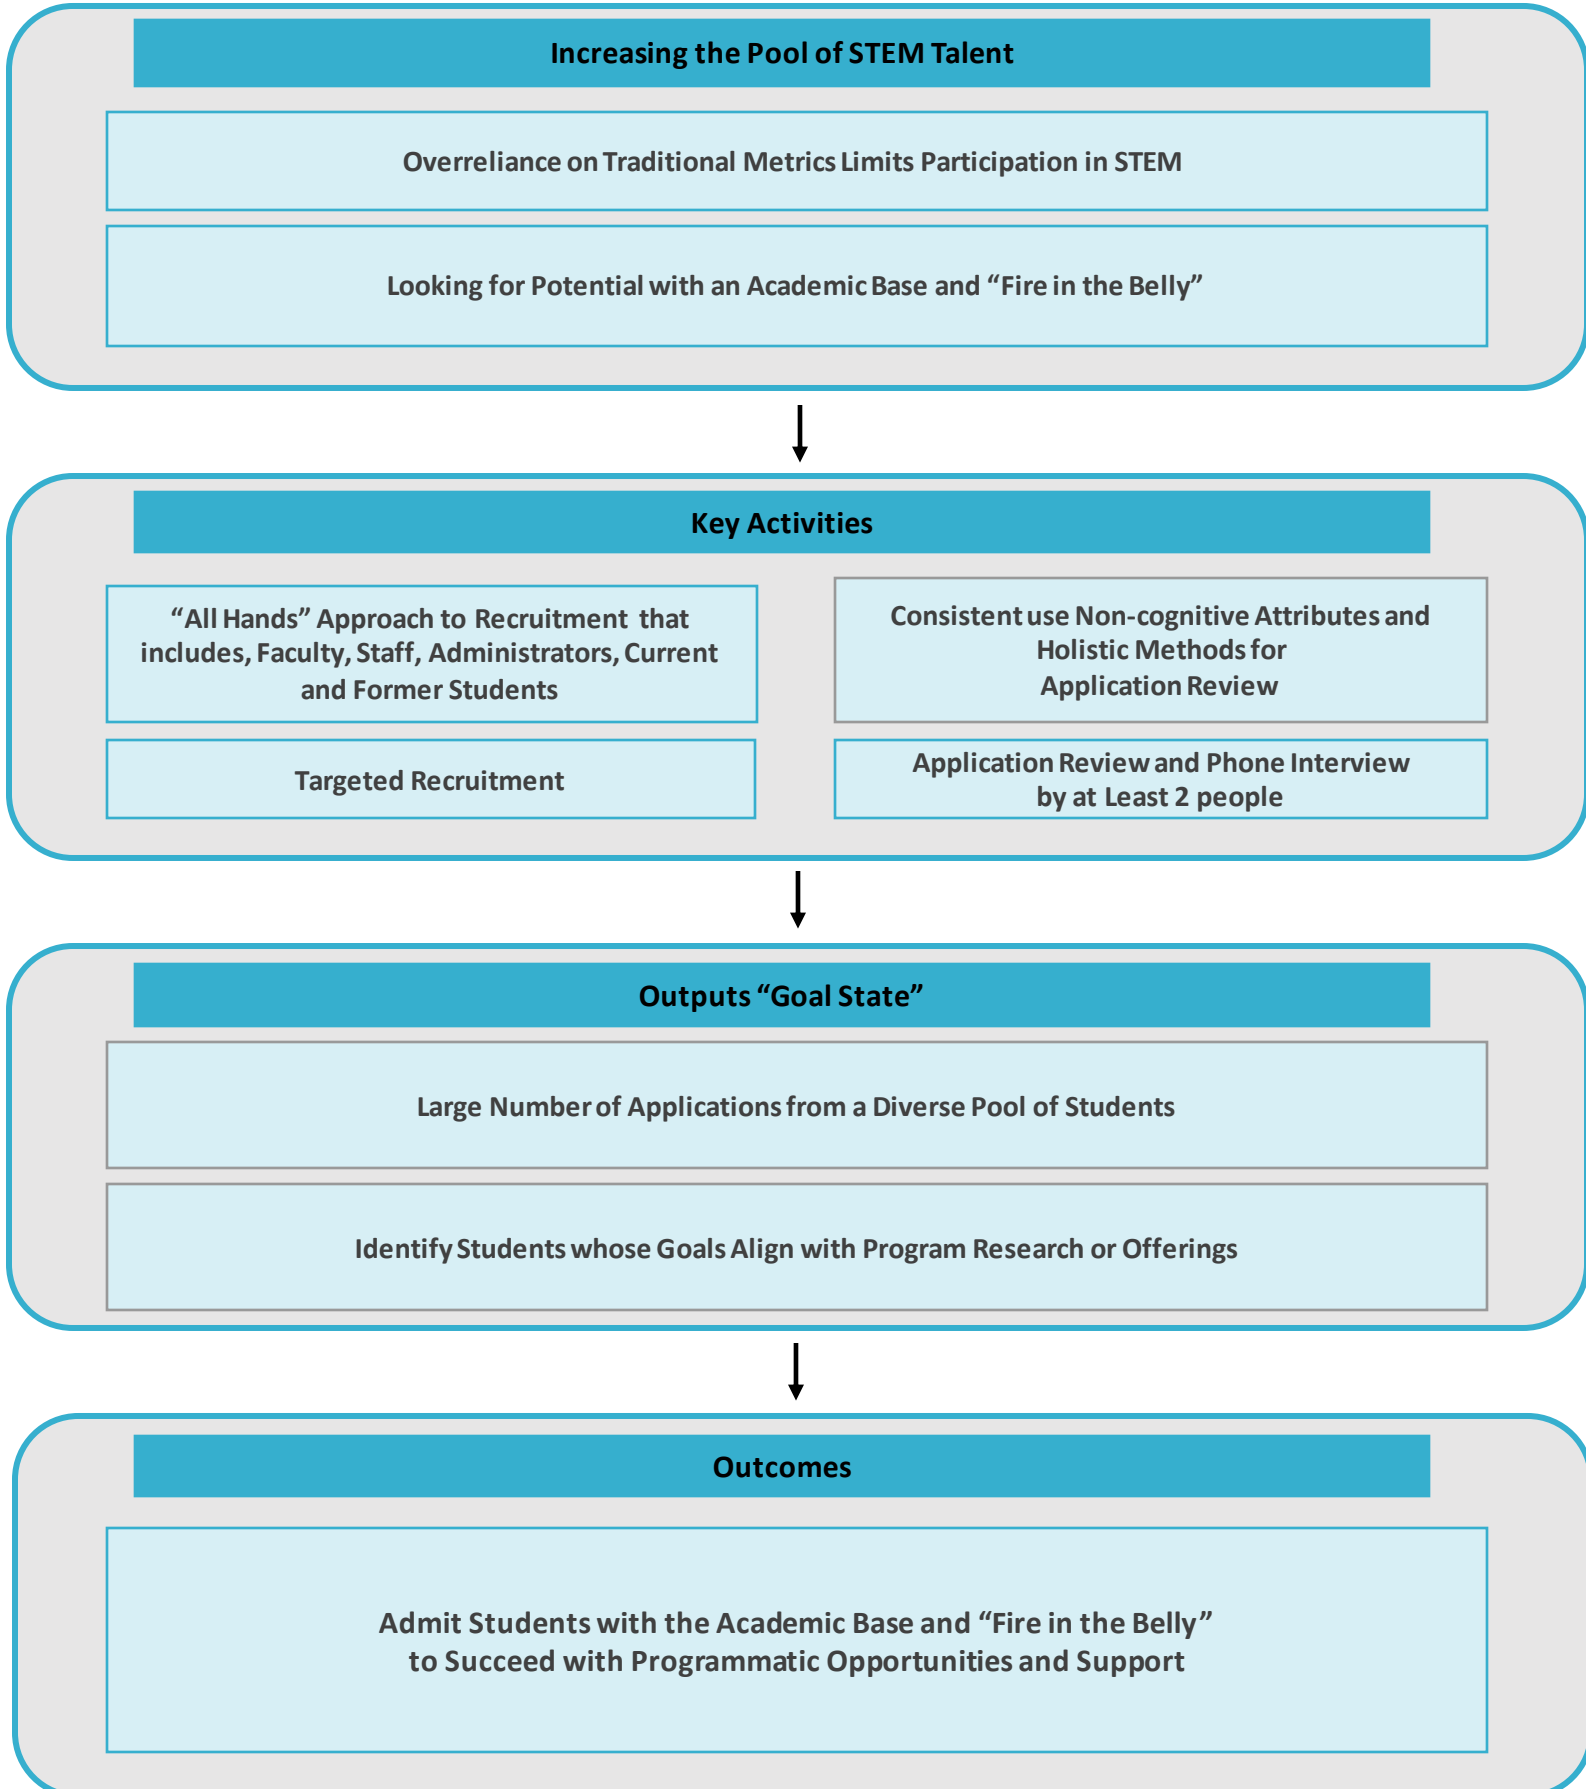 Increasing the Pool of STEM Talent
Overreliance on Traditional Metrics Limits Participation in STEM
Looking for Potential with an Academic Base and “Fire in the Belly”
Key Activities
“All Hands” Approach to Recruitment that
includes, Faculty, Staff, Administrators, Current
and Former Students
Consistent use Non-cognitive Attributes and
Holistic Methods for
Application Review
Targeted Recruitment
Application Review and Phone Interview
by at Least 2 people
Outputs “Goal State”
Large Number of Applications from a Diverse Pool of Students
Identify Students whose Goals Align with Program Research or Offerings
Outcomes
Admit Students with the Academic Base and “Fire in the Belly”
to Succeed with Programmatic Opportunities and Support